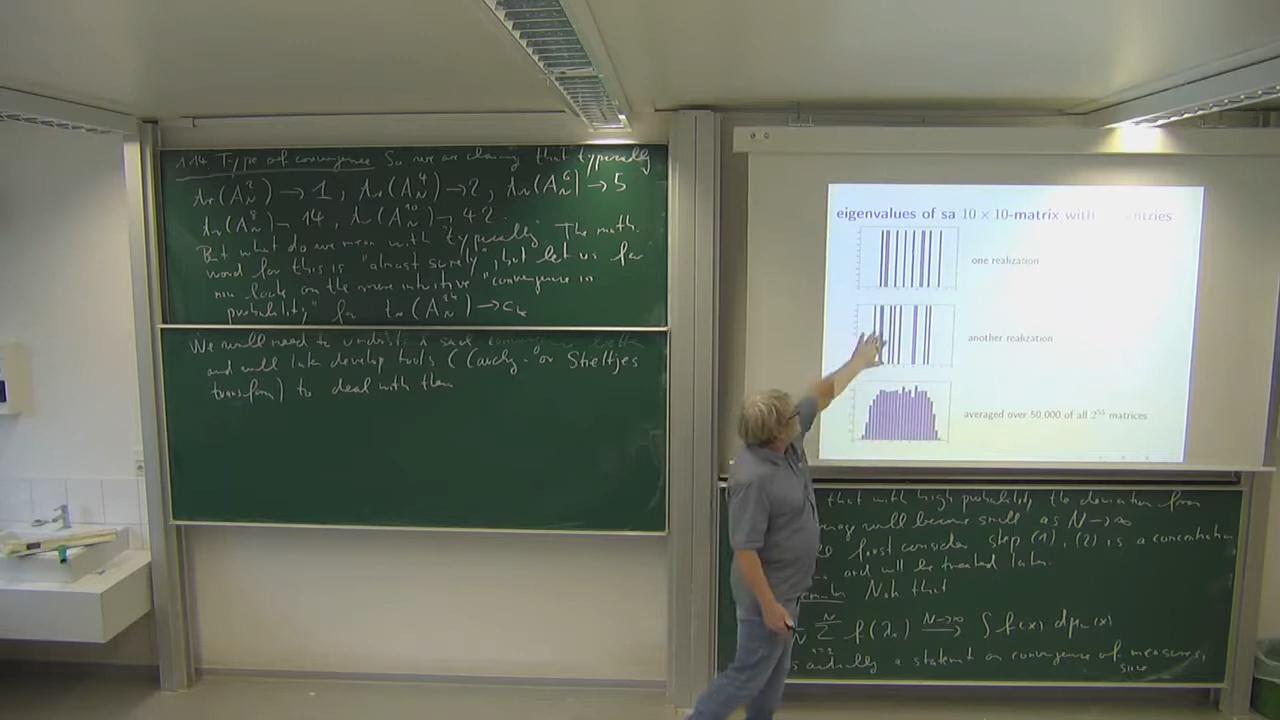 1.1.4 Type of convergence So we are claiming that typically
tr(A_N^2) → 1, tr(A_N^4) → 2, tr(A_N^6) → 5
tr(A_N^8) → 14, tr(A_N^10) → 42.
But what do we mean with "typically"? The math.
word for this is "almost surely", but let us for
now look on the more intuitive "convergence in
probability" for tr(A_N^2k) → c_k
We will need to understand such convergence better
and will later develop tools (Cauchy- or Stieltjes
transform) to deal with them
eigenvalues of sa 10 × 10-matrix with entries
one realization
another realization
averaged over 50.000 of all 2^55 matrices
that with high probability the deviation from
will become small as N→∞
first consider step (1), (2) is a concentration
and will be treated later.
Note that
Σ f(λ_i) N→∞ → ∫ f(x) dμ_W(x)
actually a statement on convergence of measures,
since